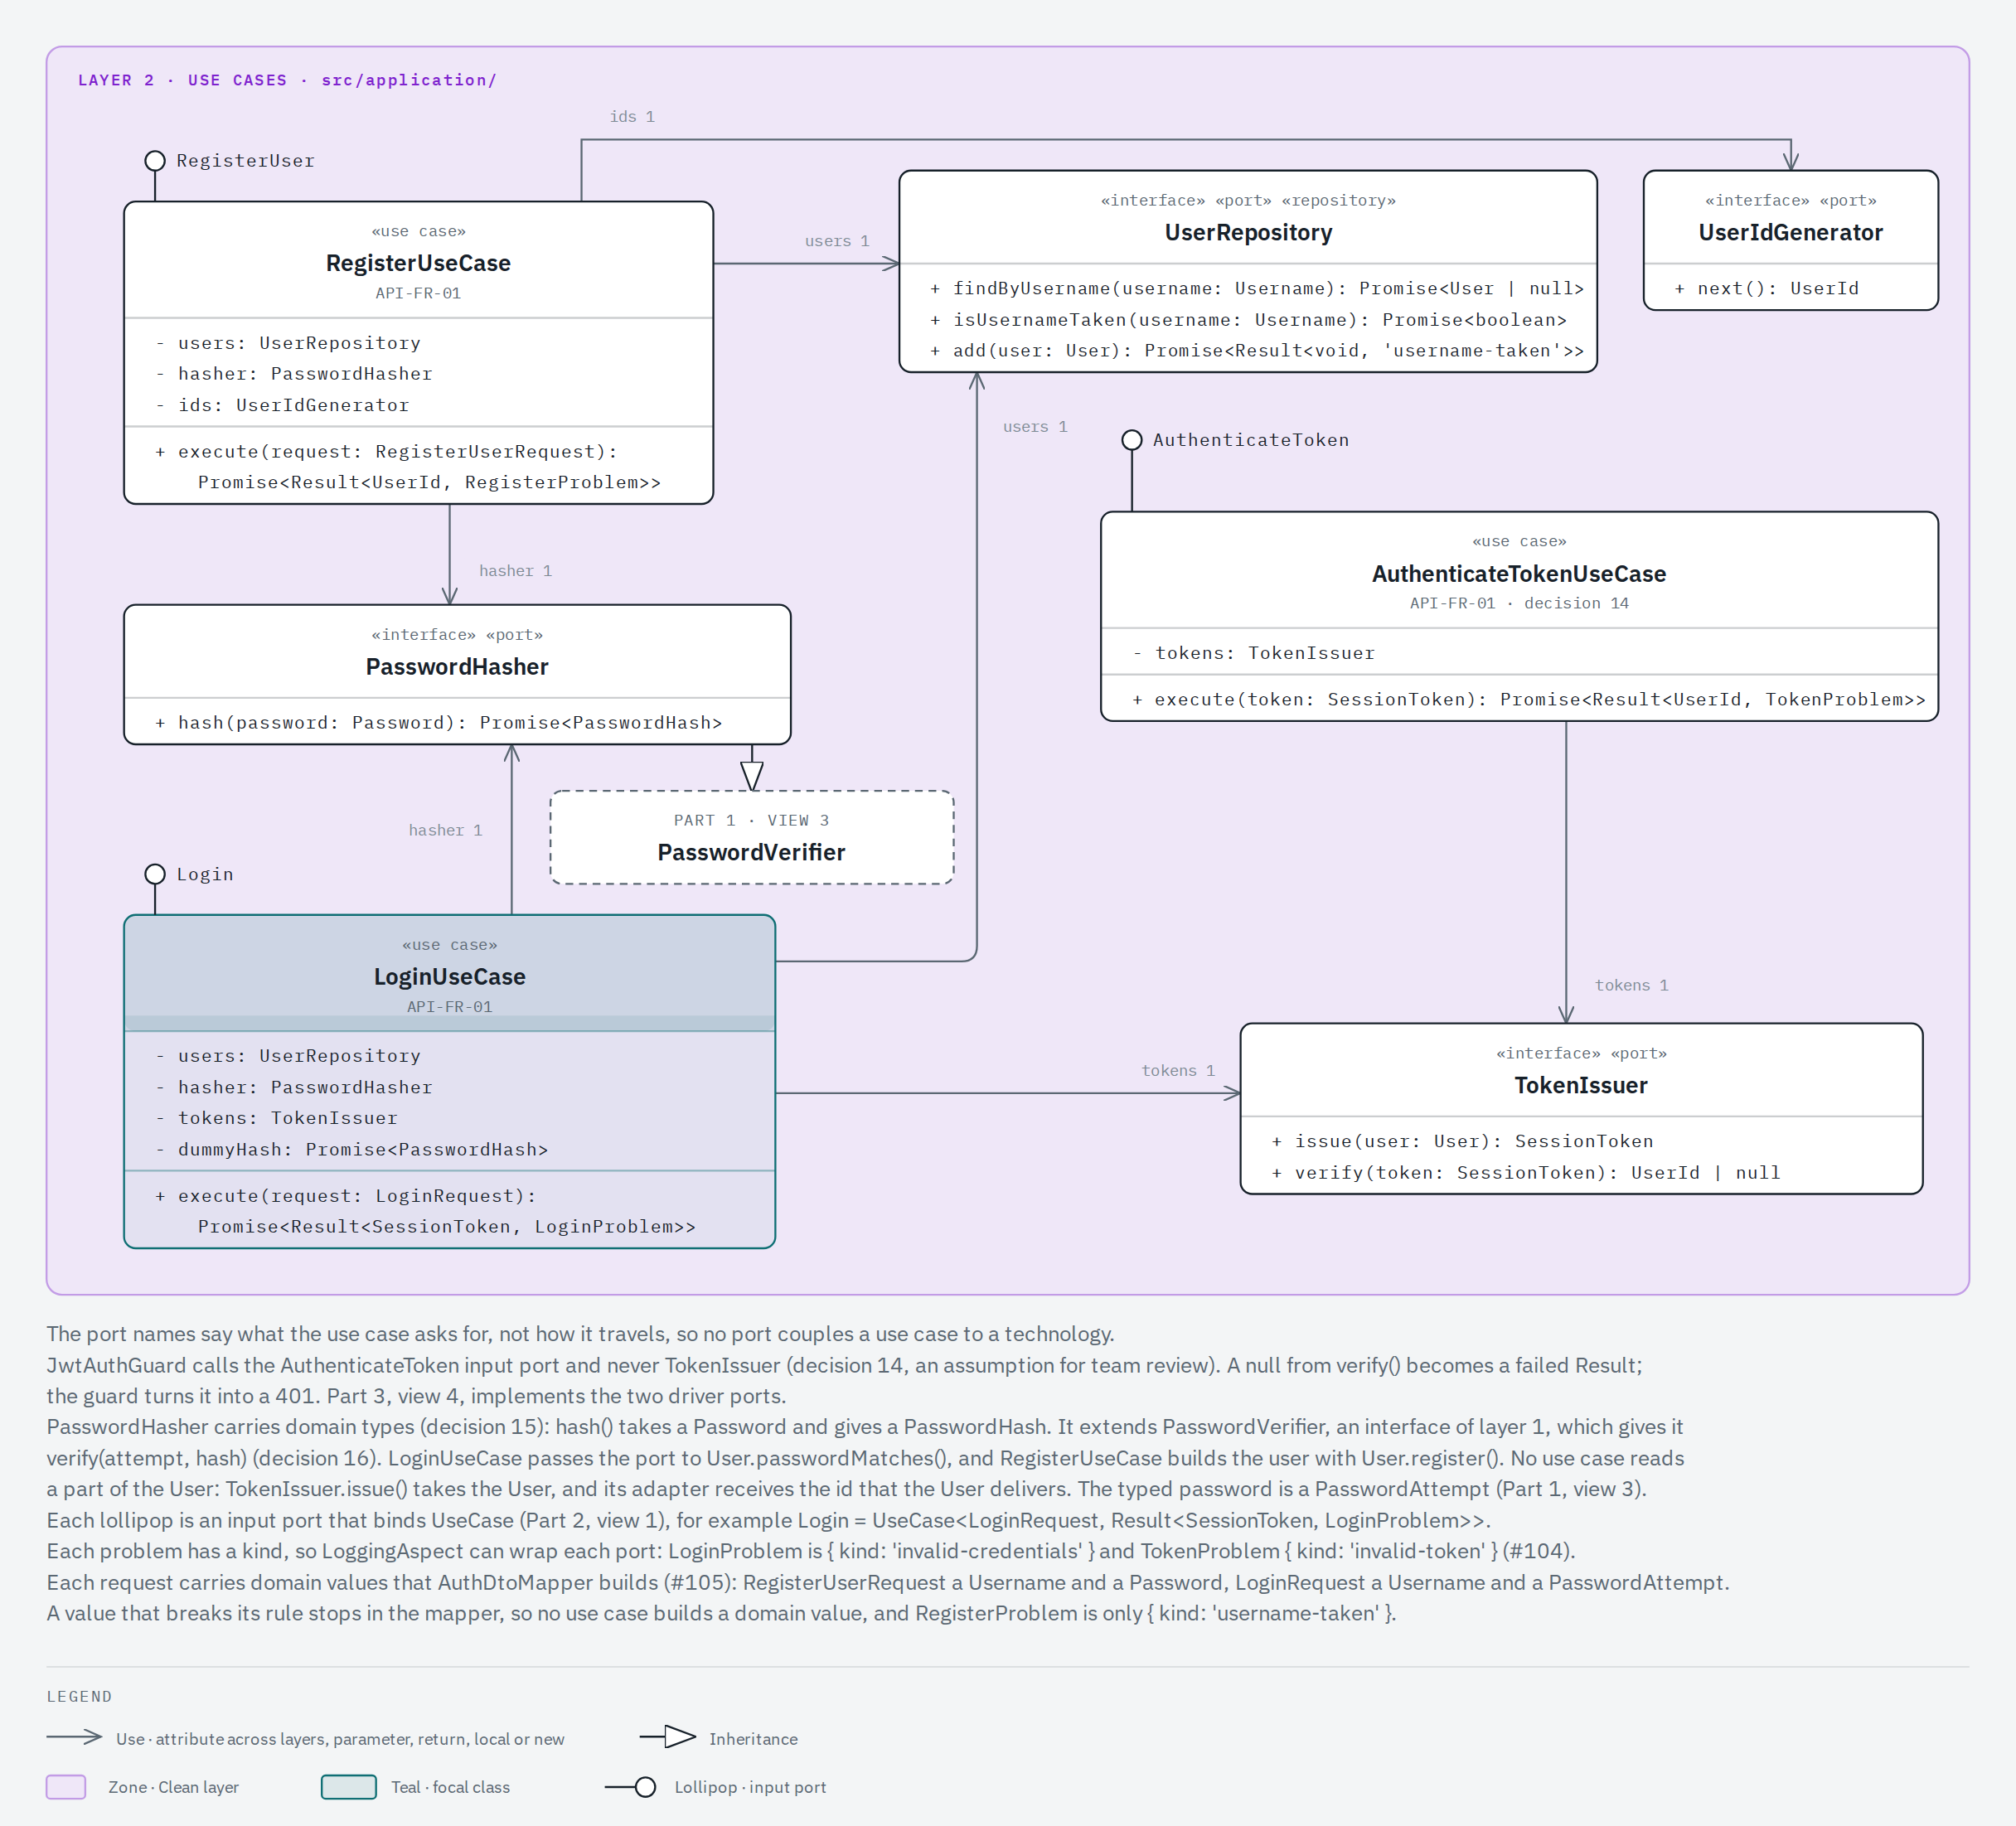 LAYER 2 · USE CASES · src/application/
ids 1
RegisterUser
«use case»
RegisterUseCase
API-FR-01
- users: UserRepository
- hasher: PasswordHasher
- ids: UserIdGenerator
+ execute(request: RegisterUserRequest):
Promise<Result<UserId, RegisterProblem>>
users 1
«interface» «port» «repository»
UserRepository
+ findByUsername(username: Username): Promise<User | null>
+ isUsernameTaken(username: Username): Promise<boolean>
+ add(user: User): Promise<Result<void, 'username-taken'>>
«interface» «port»
UserIdGenerator
+ next(): UserId
users 1
AuthenticateToken
«use case»
AuthenticateTokenUseCase
API-FR-01 · decision 14
- tokens: TokenIssuer
+ execute(token: SessionToken): Promise<Result<UserId, TokenProblem>>
hasher 1
«interface» «port»
PasswordHasher
+ hash(password: Password): Promise<PasswordHash>
hasher 1
PART 1 · VIEW 3
PasswordVerifier
Login
«use case»
LoginUseCase
API-FR-01
- users: UserRepository
- hasher: PasswordHasher
- tokens: TokenIssuer
- dummyHash: Promise<PasswordHash>
+ execute(request: LoginRequest):
Promise<Result<SessionToken, LoginProblem>>
tokens 1
tokens 1
«interface» «port»
TokenIssuer
+ issue(user: User): SessionToken
+ verify(token: SessionToken): UserId | null
The port names say what the use case asks for, not how it travels, so no port couples a use case to a technology.
JwtAuthGuard calls the AuthenticateToken input port and never TokenIssuer (decision 14, an assumption for team review). A null from verify() becomes a failed Result;
the guard turns it into a 401. Part 3, view 4, implements the two driver ports.
PasswordHasher carries domain types (decision 15): hash() takes a Password and gives a PasswordHash. It extends PasswordVerifier, an interface of layer 1, which gives it
verify(attempt, hash) (decision 16). LoginUseCase passes the port to User.passwordMatches(), and RegisterUseCase builds the user with User.register(). No use case reads
a part of the User: TokenIssuer.issue() takes the User, and its adapter receives the id that the User delivers. The typed password is a PasswordAttempt (Part 1, view 3).
Each lollipop is an input port that binds UseCase (Part 2, view 1), for example Login = UseCase<LoginRequest, Result<SessionToken, LoginProblem>>.
Each problem has a kind, so LoggingAspect can wrap each port: LoginProblem is { kind: 'invalid-credentials' } and TokenProblem { kind: 'invalid-token' } (#104).
Each request carries domain values that AuthDtoMapper builds (#105): RegisterUserRequest a Username and a Password, LoginRequest a Username and a PasswordAttempt.
A value that breaks its rule stops in the mapper, so no use case builds a domain value, and RegisterProblem is only { kind: 'username-taken' }.
LEGEND
Use · attribute across layers, parameter, return, local or new
Inheritance
Zone · Clean layer
Teal · focal class
Lollipop · input port